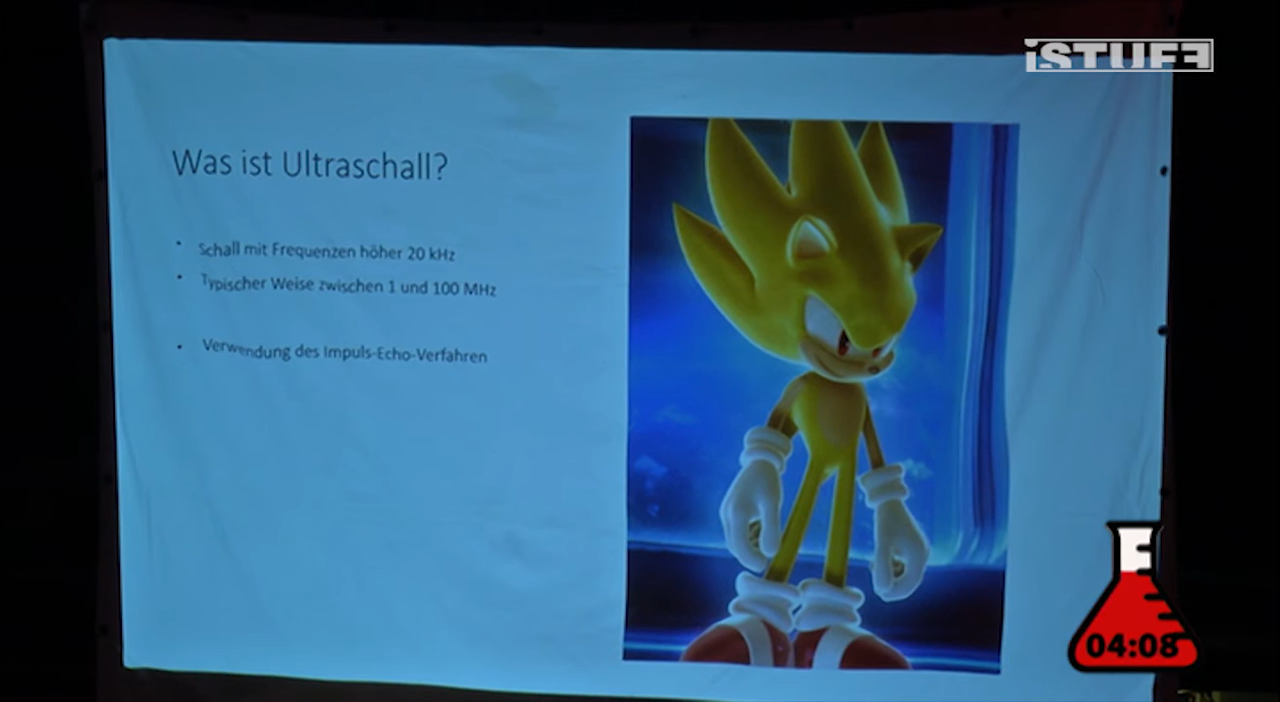 iSTUFF
Was ist Ultraschall?
Schall mit Frequenzen höher 20 kHz
Typischer Weise zwischen 1 und 100 MHz
Verwendung des Impuls-Echo-Verfahren
04:08